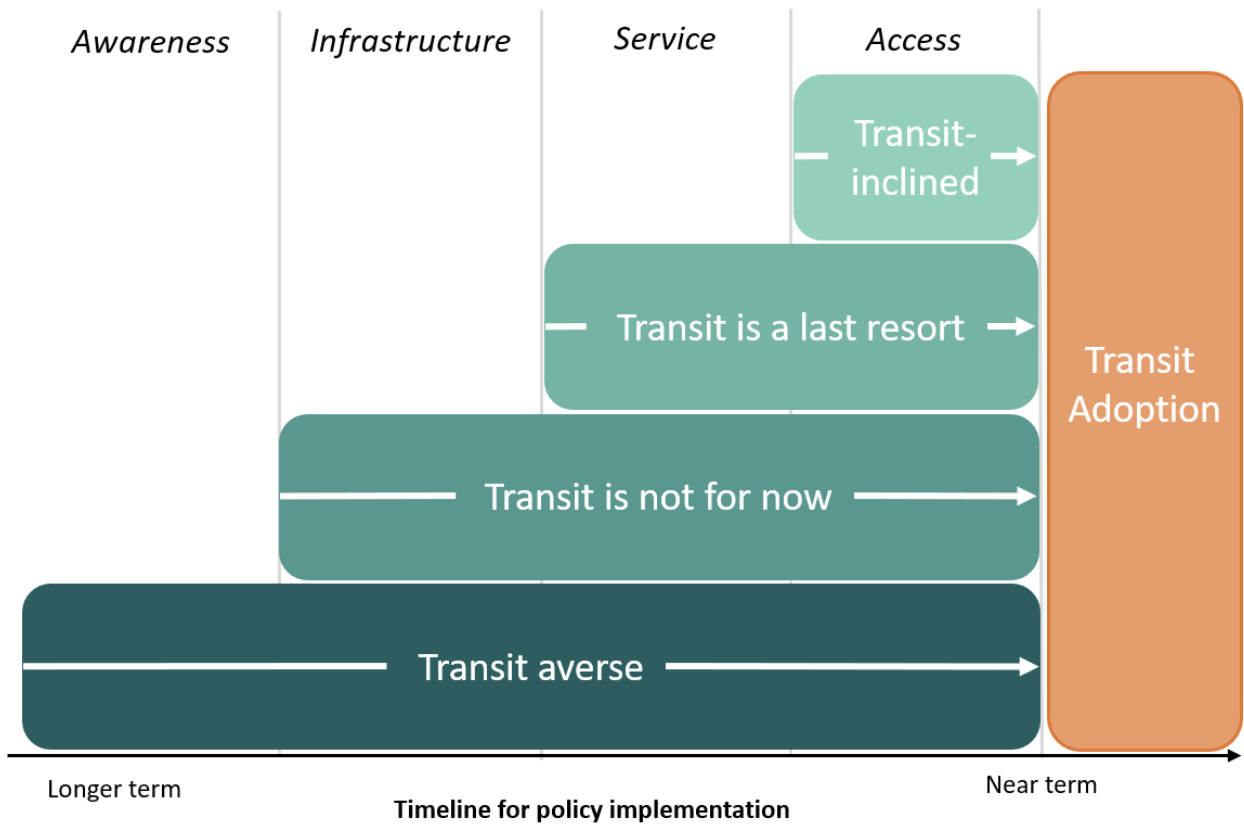 Awareness
Infrastructure
Service
Access
Transit-
inclined
Transit is a last resort
Transit
Adoption
Transit is not for now
Transit averse
Longer term
Near term
Timeline for policy implementation